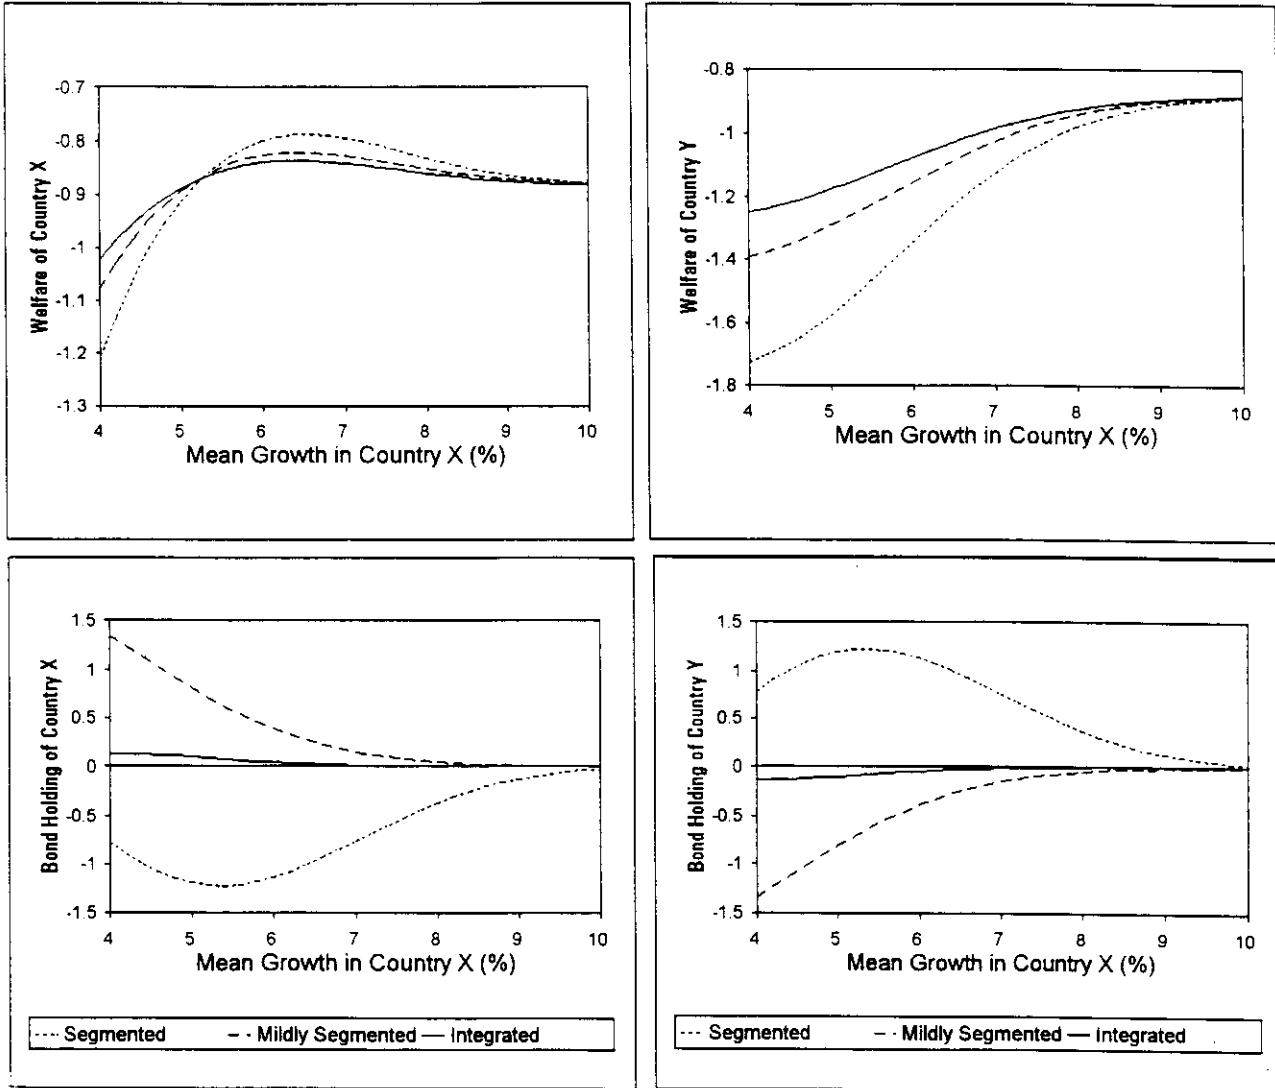 Welfare of Country X
-0.7
-0.8
-0.9
-1
-1.1
-1.2
-1.3
4 5 6 7 8 9 10
Mean Growth in Country X (%)
Welfare of Country Y
-0.8
-1
-1.2
-1.4
-1.6
-1.8
4 5 6 7 8 9 10
Mean Growth in Country X (%)
Bond Holding of Country X
1.5
1
0.5
0
-0.5
-1
-1.5
4 5 6 7 8 9 10
Mean Growth in Country X (%)
Segmented Mildly Segmented Integrated
Bond Holding of Country Y
1.5
1
0.5
0
-0.5
-1
-1.5
4 5 6 7 8 9 10
Mean Growth in Country X (%)
Segmented Mildly Segmented Integrated